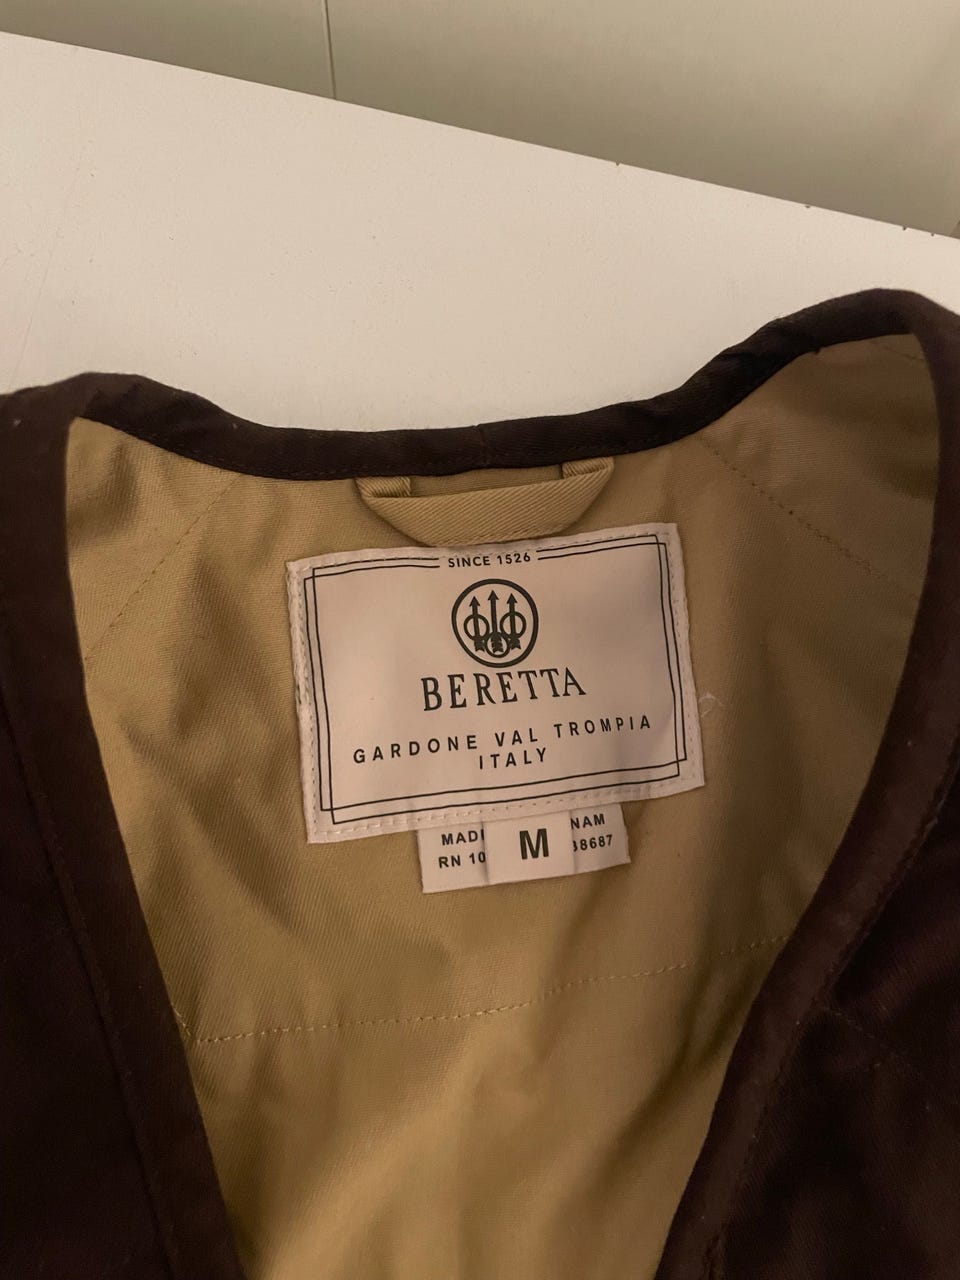 SINCE 1526
BERETTA
GARDONE VAL TROMPIA
ITALY
M